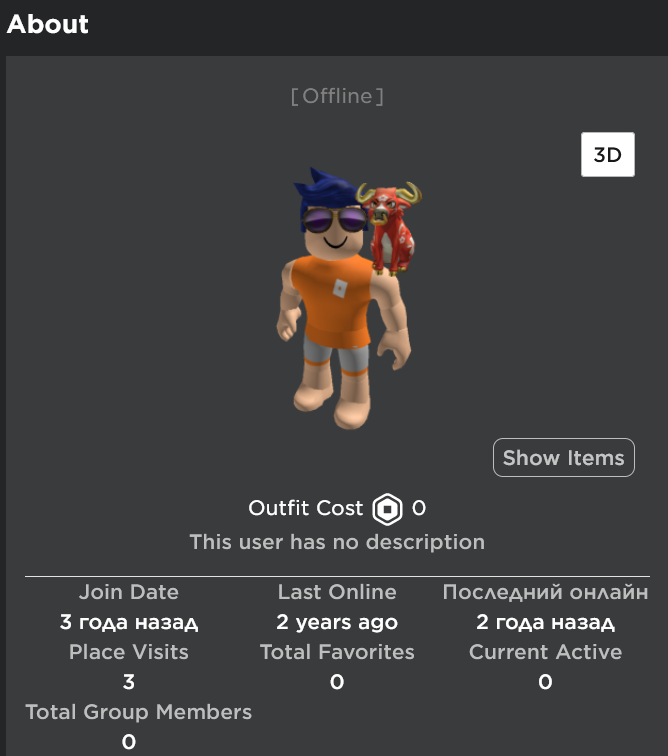 About
[Offline]
3D
Show Items
Outfit Cost 0
This user has no description
Join Date Last Online Последний онлайн
3 года назад 2 years ago 2 года назад
Place Visits Total Favorites Current Active
3 0 0
Total Group Members
0